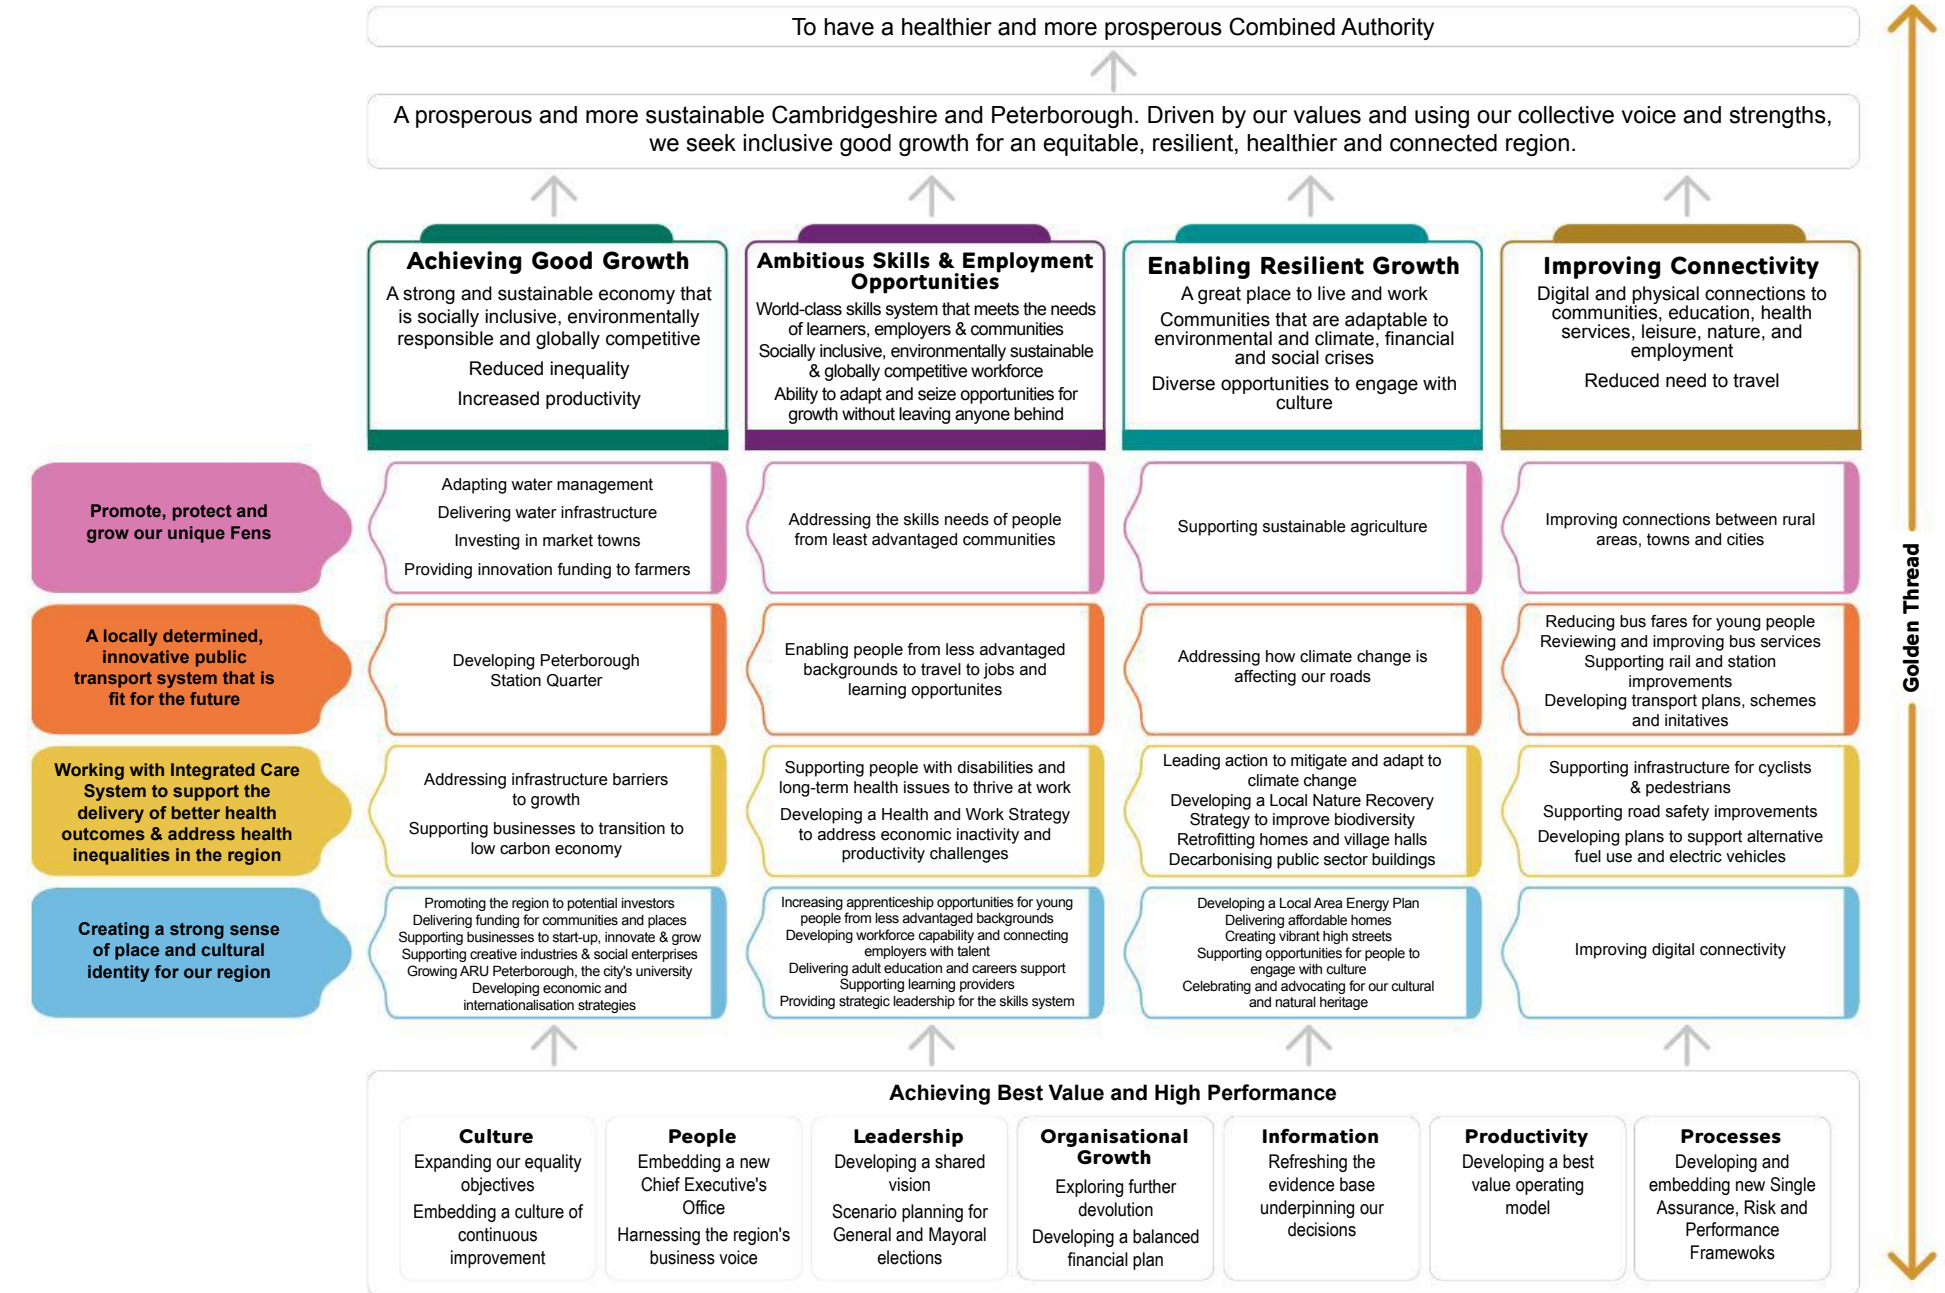 To have a healthier and more prosperous Combined Authority
A prosperous and more sustainable Cambridgeshire and Peterborough. Driven by our values and using our collective voice and strengths,
we seek inclusive good growth for an equitable, resilient, healthier and connected region.
Achieving Good Growth
A strong and sustainable economy that
is socially inclusive, environmentally
responsible and globally competitive
Reduced inequality
Increased productivity
Ambitious Skills & Employment
Opportunities
World-class skills system that meets the needs
of learners, employers & communities
Socially inclusive, environmentally sustainable
& globally competitive workforce
Ability to adapt and seize opportunities for
growth without leaving anyone behind
Enabling Resilient Growth
A great place to live and work
Communities that are adaptable to
environmental and climate, financial
and social crises
Diverse opportunities to engage with
culture
Improving Connectivity
Digital and physical connections to
communities, education, health
services, leisure, nature, and
employment
Reduced need to travel
Promote, protect and
grow our unique Fens
Adapting water management
Delivering water infrastructure
Investing in market towns
Providing innovation funding to farmers
Addressing the skills needs of people
from least advantaged communities
Supporting sustainable agriculture
Improving connections between rural
areas, towns and cities
A locally determined,
innovative public
transport system that is
fit for the future
Developing Peterborough
Station Quarter
Enabling people from less advantaged
backgrounds to travel to jobs and
learning opportunites
Addressing how climate change is
affecting our roads
Reducing bus fares for young people
Reviewing and improving bus services
Supporting rail and station
improvements
Developing transport plans, schemes
and initatives
Working with Integrated Care
System to support the
delivery of better health
outcomes & address health
inequalities in the region
Addressing infrastructure barriers
to growth
Supporting businesses to transition to
low carbon economy
Supporting people with disabilities and
long-term health issues to thrive at work
Developing a Health and Work Strategy
to address economic inactivity and
productivity challenges
Leading action to mitigate and adapt to
climate change
Developing a Local Nature Recovery
Strategy to improve biodiversity
Retrofitting homes and village halls
Decarbonising public sector buildings
Supporting infrastructure for cyclists
& pedestrians
Supporting road safety improvements
Developing plans to support alternative
fuel use and electric vehicles
Creating a strong sense
of place and cultural
identity for our region
Promoting the region to potential investors
Delivering funding for communities and places
Supporting businesses to start-up, innovate & grow
Supporting creative industries & social enterprises
Growing ARU Peterborough, the city's university
Developing economic and
internationalisation strategies
Increasing apprenticeship opportunities for young
people from less advantaged backgrounds
Developing workforce capability and connecting
employers with talent
Delivering adult education and careers support
Supporting learning providers
Providing strategic leadership for the skills system
Developing a Local Area Energy Plan
Delivering affordable homes
Creating vibrant high streets
Supporting opportunities for people to
engage with culture
Celebrating and advocating for our cultural
and natural heritage
Improving digital connectivity
Golden Thread
Achieving Best Value and High Performance
Culture
Expanding our equality
objectives
Embedding a culture of
continuous
improvement
People
Embedding a new
Chief Executive's
Office
Harnessing the region's
business voice
Leadership
Developing a shared
vision
Scenario planning for
General and Mayoral
elections
Organisational
Growth
Exploring further
devolution
Developing a balanced
financial plan
Information
Refreshing the
evidence base
underpinning our
decisions
Productivity
Developing a best
value operating
model
Processes
Developing and
embedding new Single
Assurance, Risk and
Performance
Framewoks